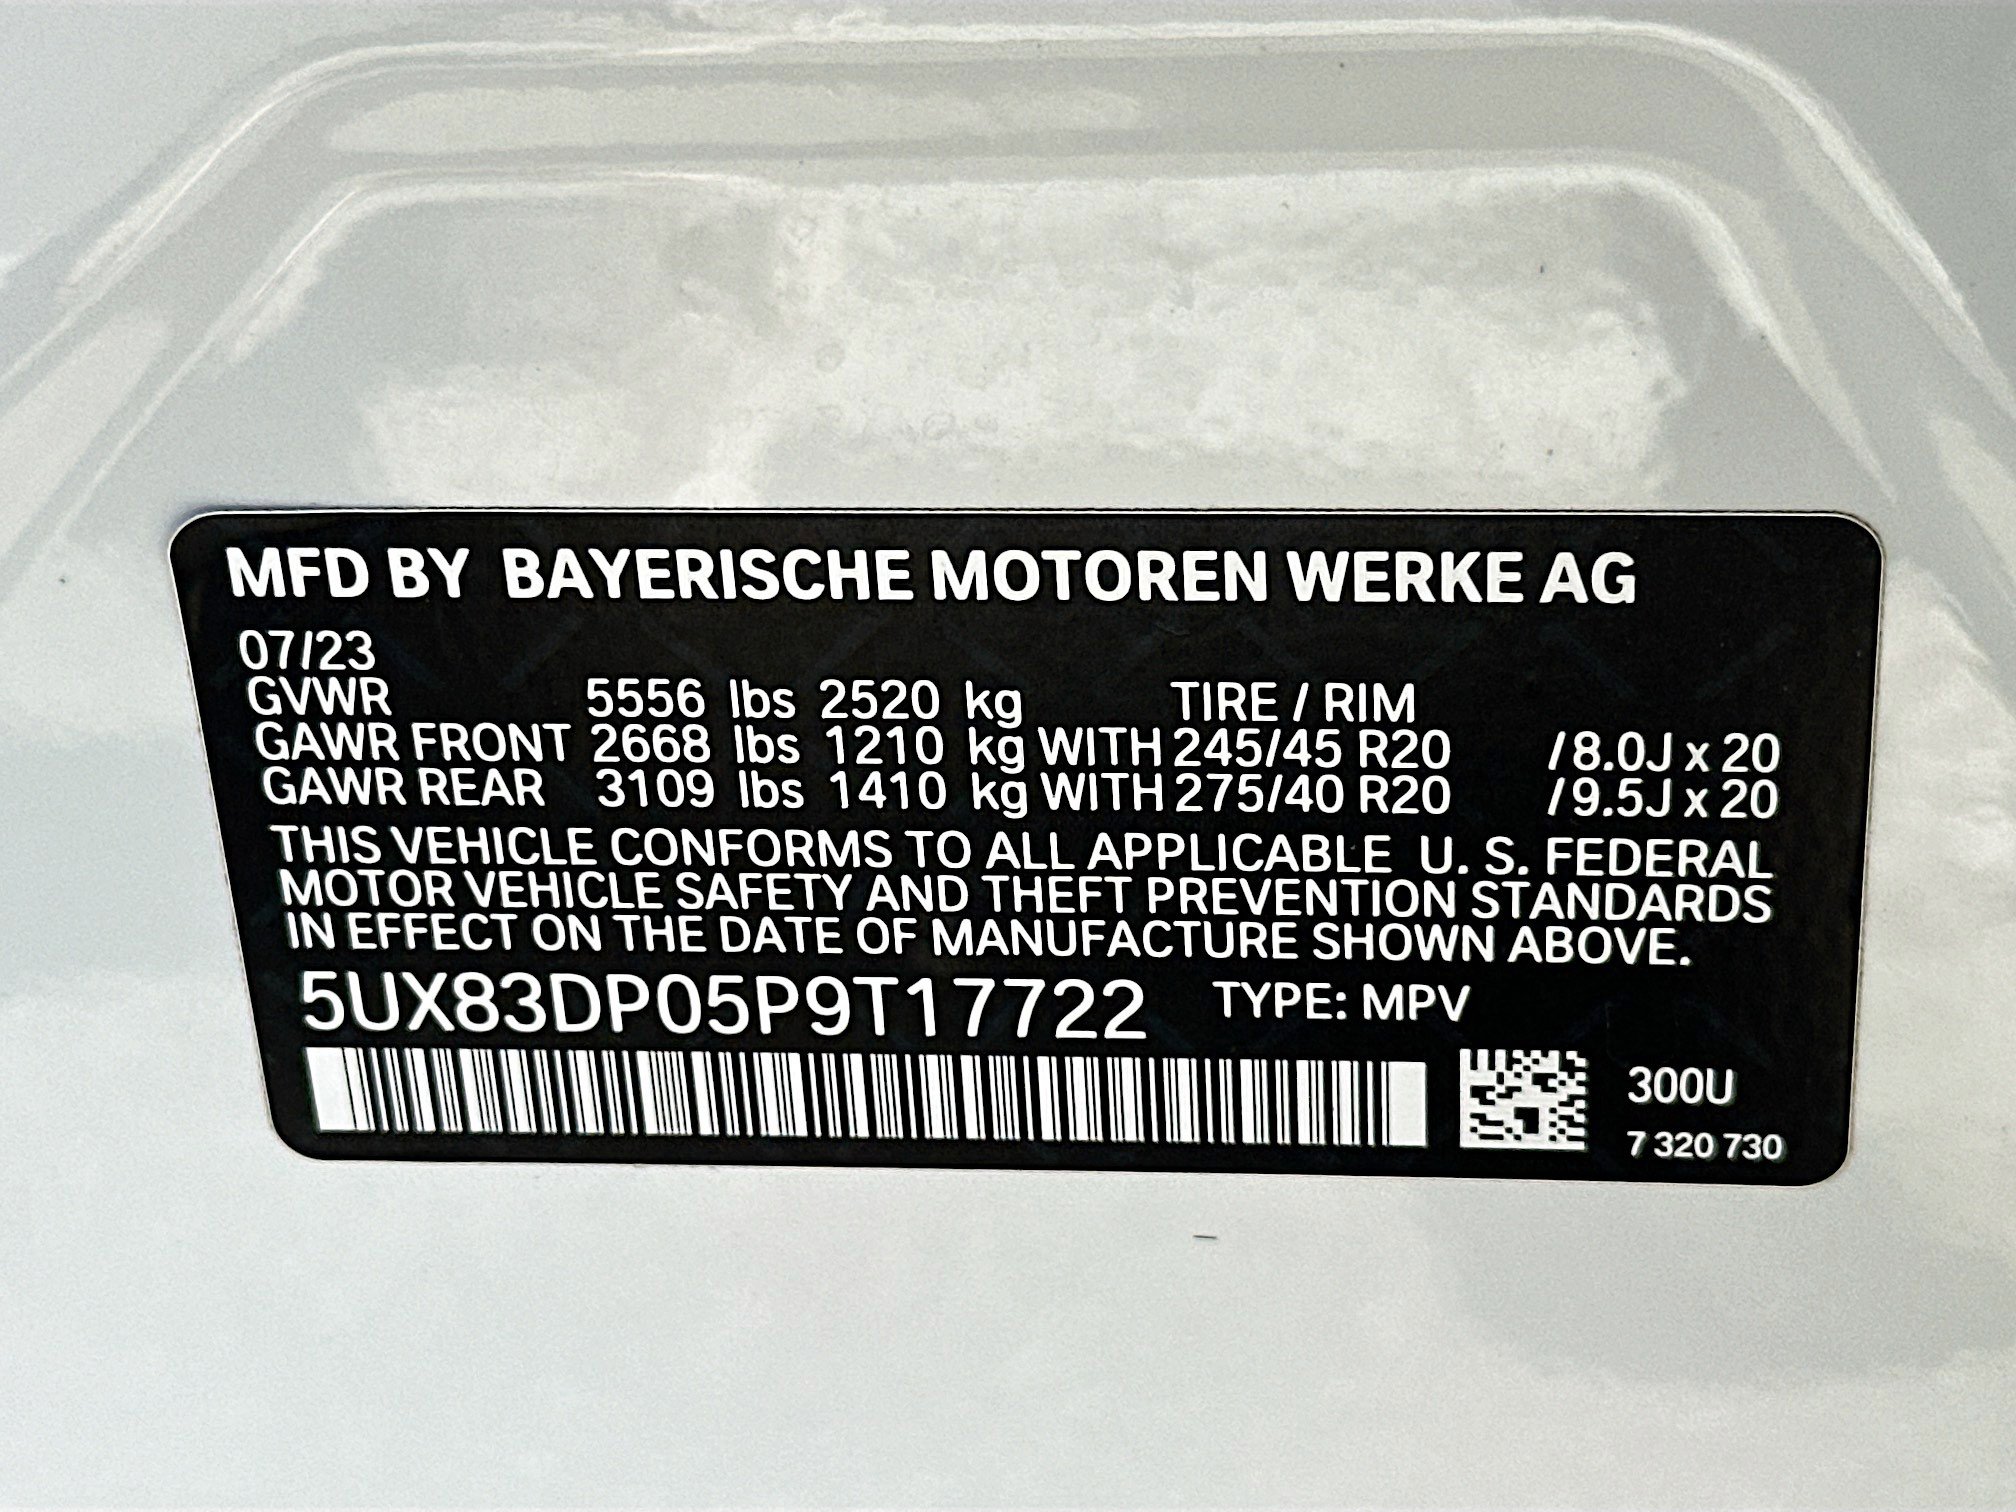 MFD BY BAYERISCHE MOTOREN WERKE AG
07/23
GVWR 5556 lbs 2520 kg TIRE / RIM
GAWR FRONT 2668 lbs 1210 kg WITH 245/45 R20 /8.0J x 20
GAWR REAR 3109 lbs 1410 kg WITH 275/40 R20 /9.5J x 20
THIS VEHICLE CONFORMS TO ALL APPLICABLE U. S. FEDERAL
MOTOR VEHICLE SAFETY AND THEFT PREVENTION STANDARDS
IN EFFECT ON THE DATE OF MANUFACTURE SHOWN ABOVE.
5UX83DP05P9T17722 TYPE: MPV
300U
7 320 730